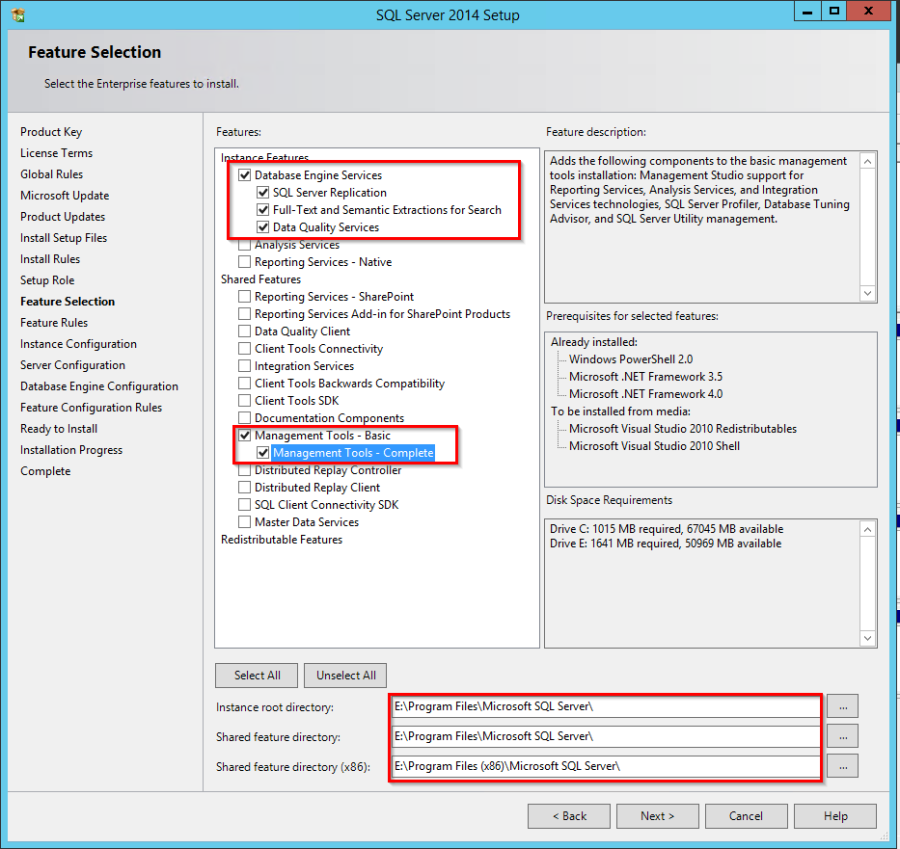 SQL Server 2014 Setup
Feature Selection
Select the Enterprise features to install.
Product Key
License Terms
Global Rules
Microsoft Update
Product Updates
Install Setup Files
Install Rules
Setup Role
Feature Selection
Feature Rules
Instance Configuration
Server Configuration
Database Engine Configuration
Feature Configuration Rules
Ready to Install
Installation Progress
Complete
Features:
Instance Features
Database Engine Services
SQL Server Replication
Full-Text and Semantic Extractions for Search
Data Quality Services
Analysis Services
Reporting Services - Native
Shared Features
Reporting Services - SharePoint
Reporting Services Add-in for SharePoint Products
Data Quality Client
Client Tools Connectivity
Integration Services
Client Tools Backwards Compatibility
Client Tools SDK
Documentation Components
Management Tools - Basic
Management Tools - Complete
Distributed Replay Controller
Distributed Replay Client
SQL Client Connectivity SDK
Master Data Services
Redistributable Features
Feature description:
Adds the following components to the basic management
tools installation: Management Studio support for
Reporting Services, Analysis Services, and Integration
Services technologies, SQL Server Profiler, Database Tuning
Advisor, and SQL Server Utility management.
Prerequisites for selected features:
Already installed:
Windows PowerShell 2.0
Microsoft .NET Framework 3.5
Microsoft .NET Framework 4.0
To be installed from media:
Microsoft Visual Studio 2010 Redistributables
Microsoft Visual Studio 2010 Shell
Disk Space Requirements
Drive C: 1015 MB required, 67045 MB available
Drive E: 1641 MB required, 50969 MB available
Select All
Unselect All
Instance root directory:
E:\Program Files\Microsoft SQL Server\
...
Shared feature directory:
E:\Program Files\Microsoft SQL Server\
...
Shared feature directory (x86):
E:\Program Files (x86)\Microsoft SQL Server\
...
< Back
Next >
Cancel
Help